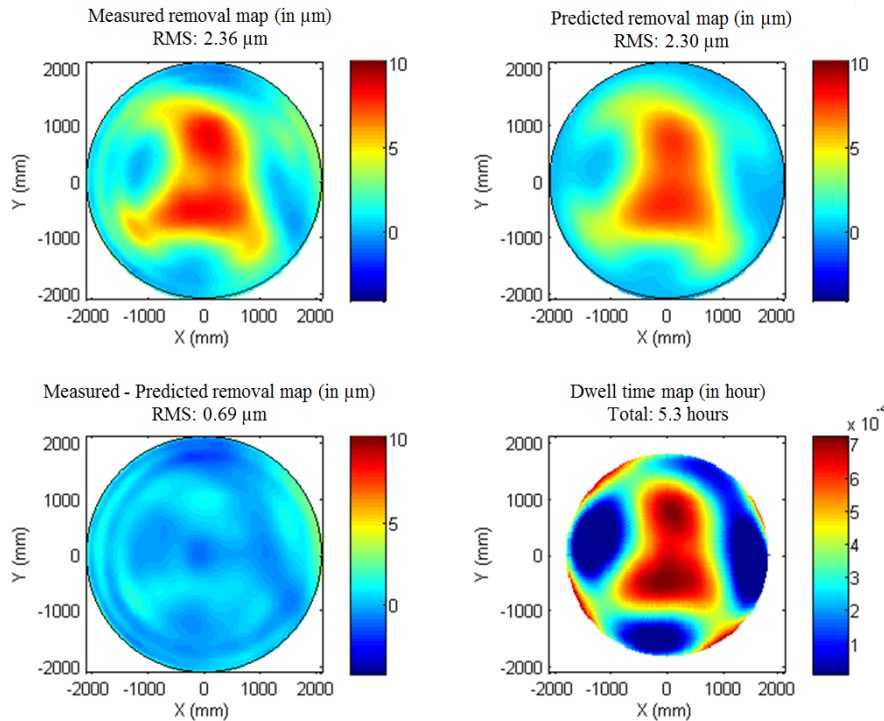 Measured removal map (in µm)
RMS: 2.36 µm
2000
1000
0
-1000
-2000
Y (mm)
-2000 -1000 0 1000 2000
X (mm)
10
5
0
Predicted removal map (in µm)
RMS: 2.30 µm
2000
1000
0
-1000
-2000
Y (mm)
-2000 -1000 0 1000 2000
X (mm)
10
5
0
Measured - Predicted removal map (in µm)
RMS: 0.69 µm
2000
1000
0
-1000
-2000
Y (mm)
-2000 -1000 0 1000 2000
X (mm)
10
5
0
Dwell time map (in hour)
Total: 5.3 hours
2000
1000
0
-1000
-2000
Y (mm)
-2000 -1000 0 1000 2000
X (mm)
x 10⁻⁴
7
6
5
4
3
2
1